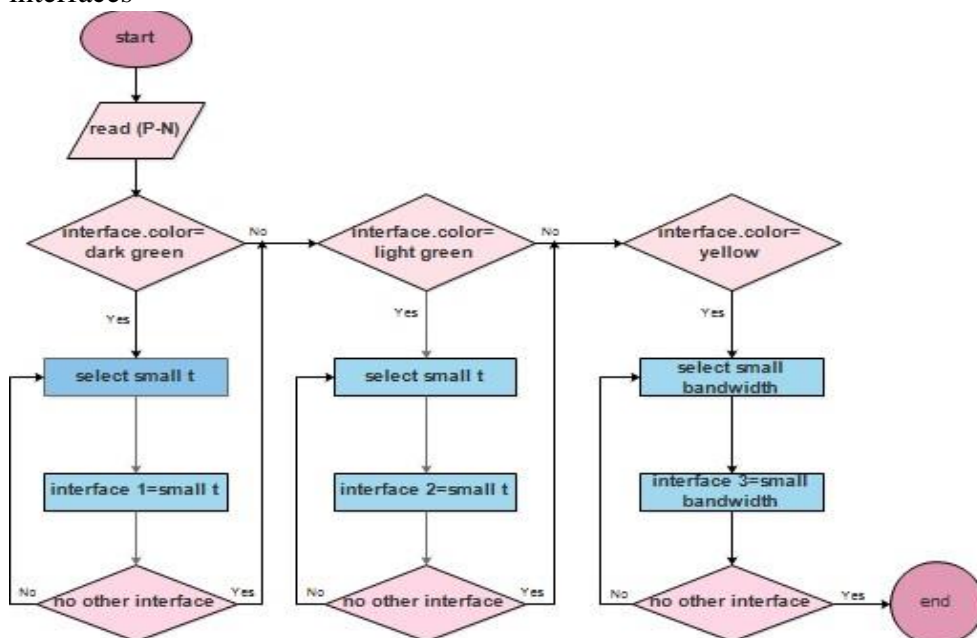 interfaces
start
read (P-N)
interface.color=
dark green
No
interface.color=
light green
No
interface.color=
yellow
Yes
Yes
Yes
select small t
select small t
select small
bandwidth
interface 1=small t
interface 2=small t
interface 3=small
bandwidth
No
no other interface
Yes
No
no other interface
Yes
No
no other interface
Yes
end